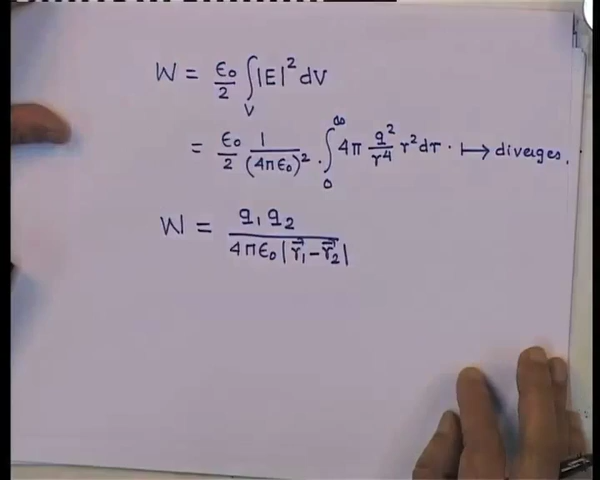 W = ε₀/2 ∫_V |E|² dV
= ε₀/2 1/(4πε₀)² · ∫₀^∞ 4π q²/r⁴ r² dr · ↦ diverges.
W = q₁q₂/4πε₀|r⃗₁ − r⃗₂|